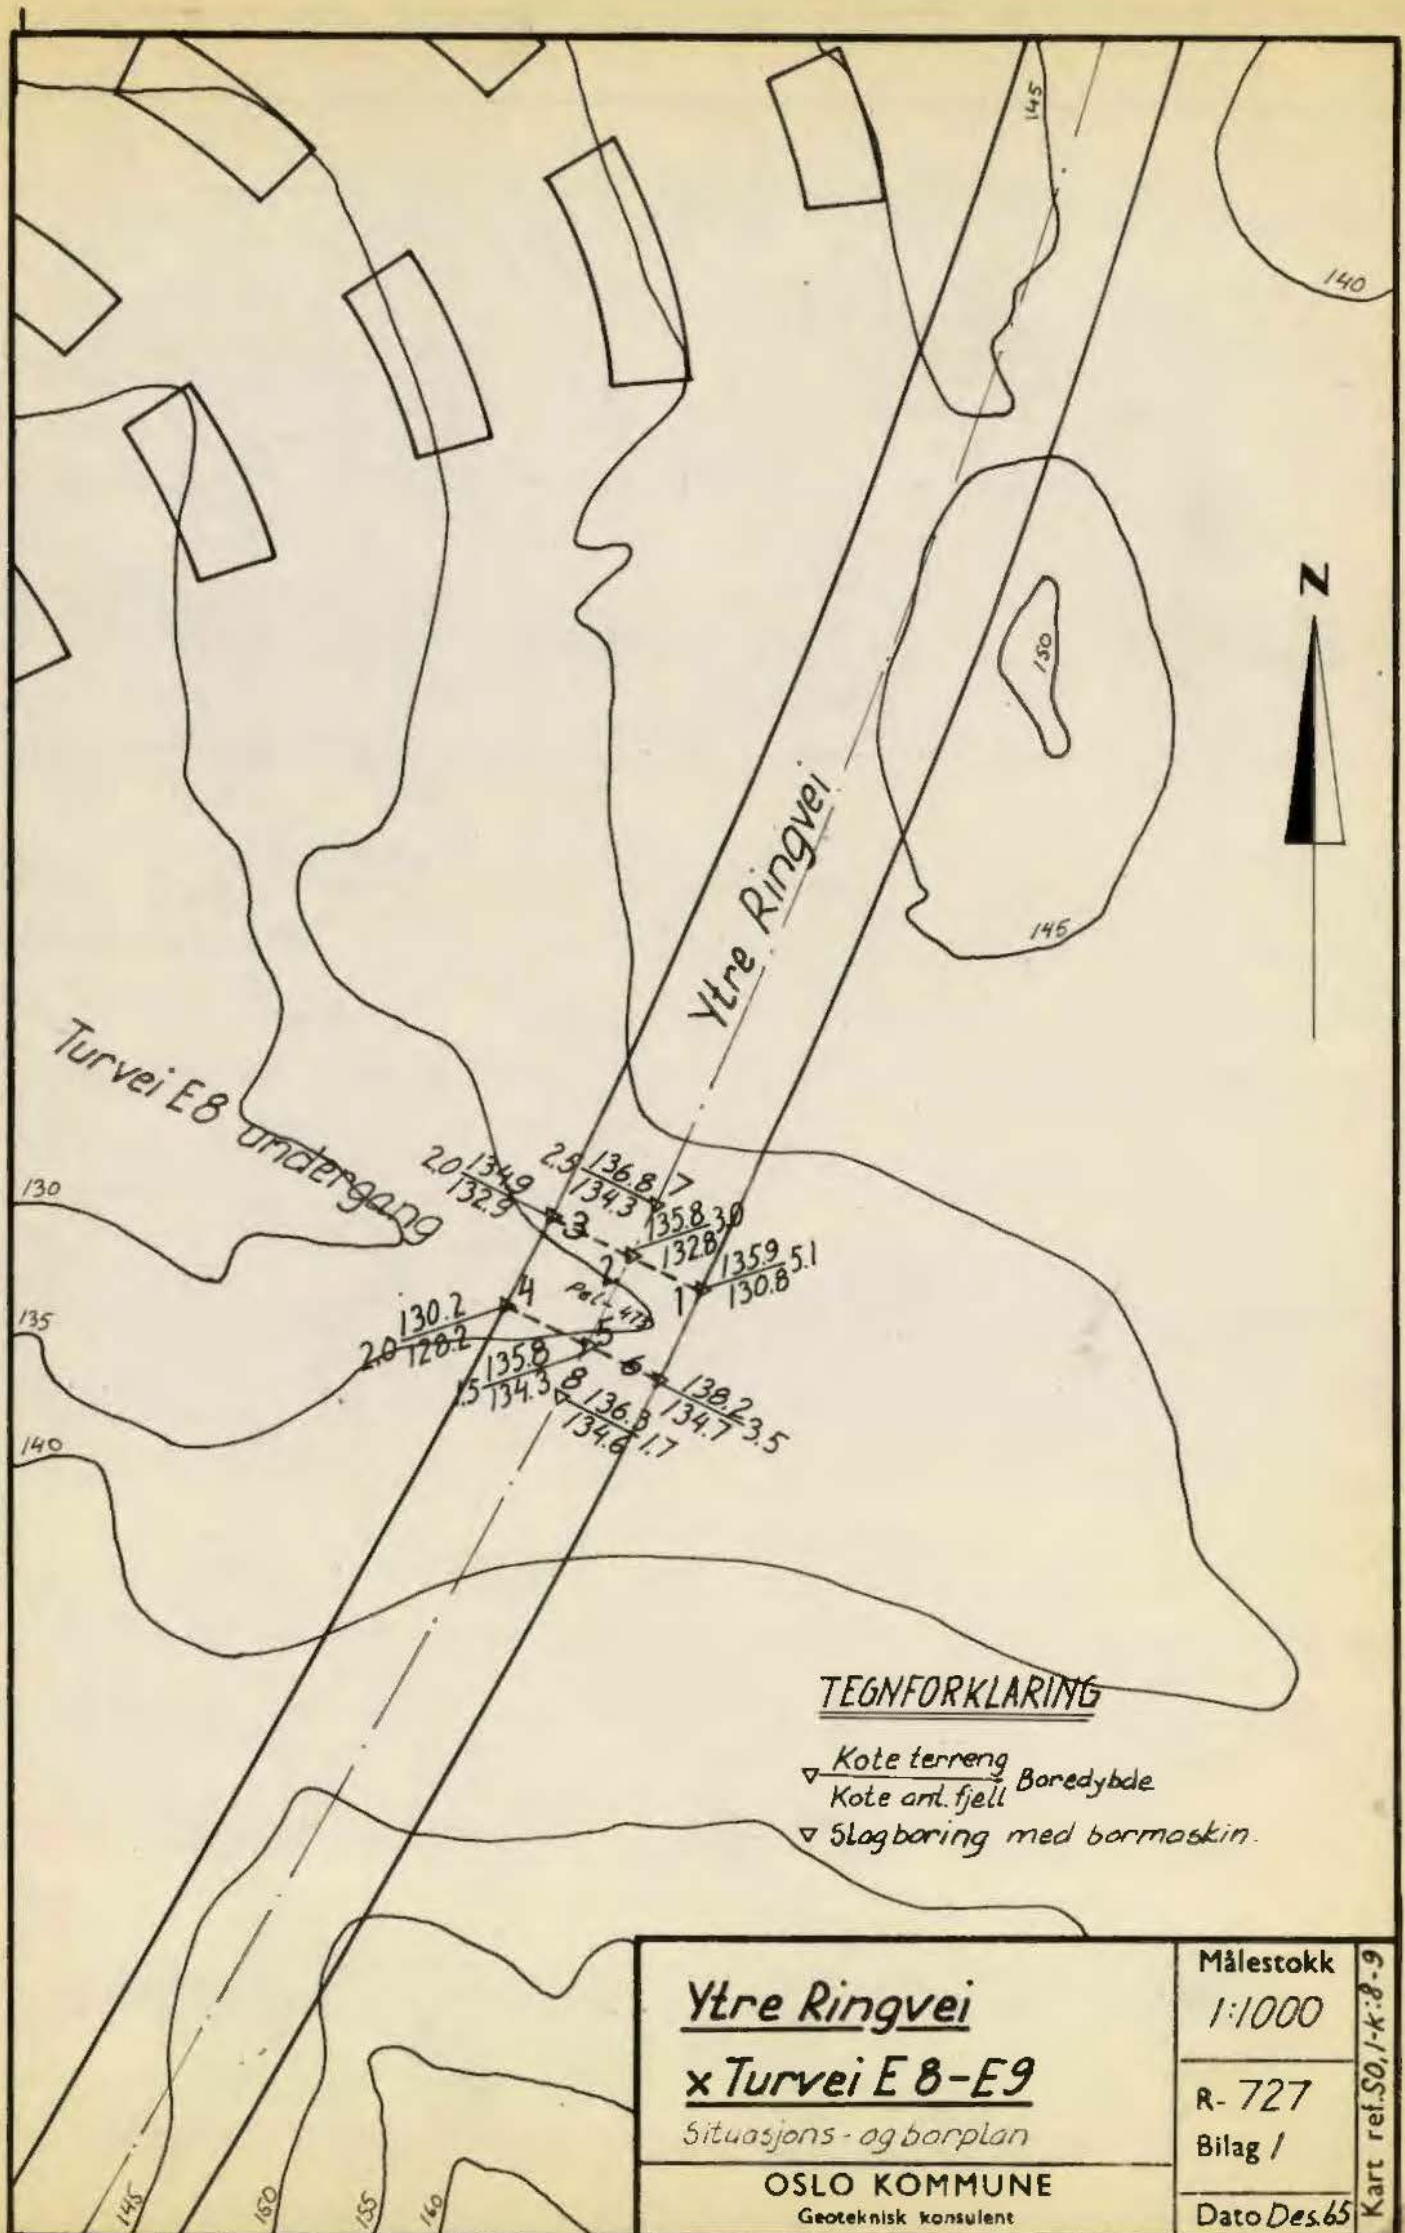 145
140
N
150
Ytre Ringvei
145
Turvei E8 undergang
130
135
140
2.0 134.9
132.9
3
2.5 136.8
134.3
7
135.8 3.0
132.8
2
135.9 5.1
130.8
1
4
130.2
2.0 128.2
5
1.5 135.8
134.3
6
138.2
134.7 3.5
8
136.3
134.6 1.7
TEGNFORKLARING
Kote terreng
Kote ant. fjell Boredybde
Slagboring med bormaskin.
145
150
155
160
Ytre Ringvei
x Turvei E 8-E9
Situasjons- og borplan
OSLO KOMMUNE
Geoteknisk konsulent
Målestokk
1:1000
R- 727
Bilag 1
Dato Des.65
Kart ref. SO,1-K:8-9